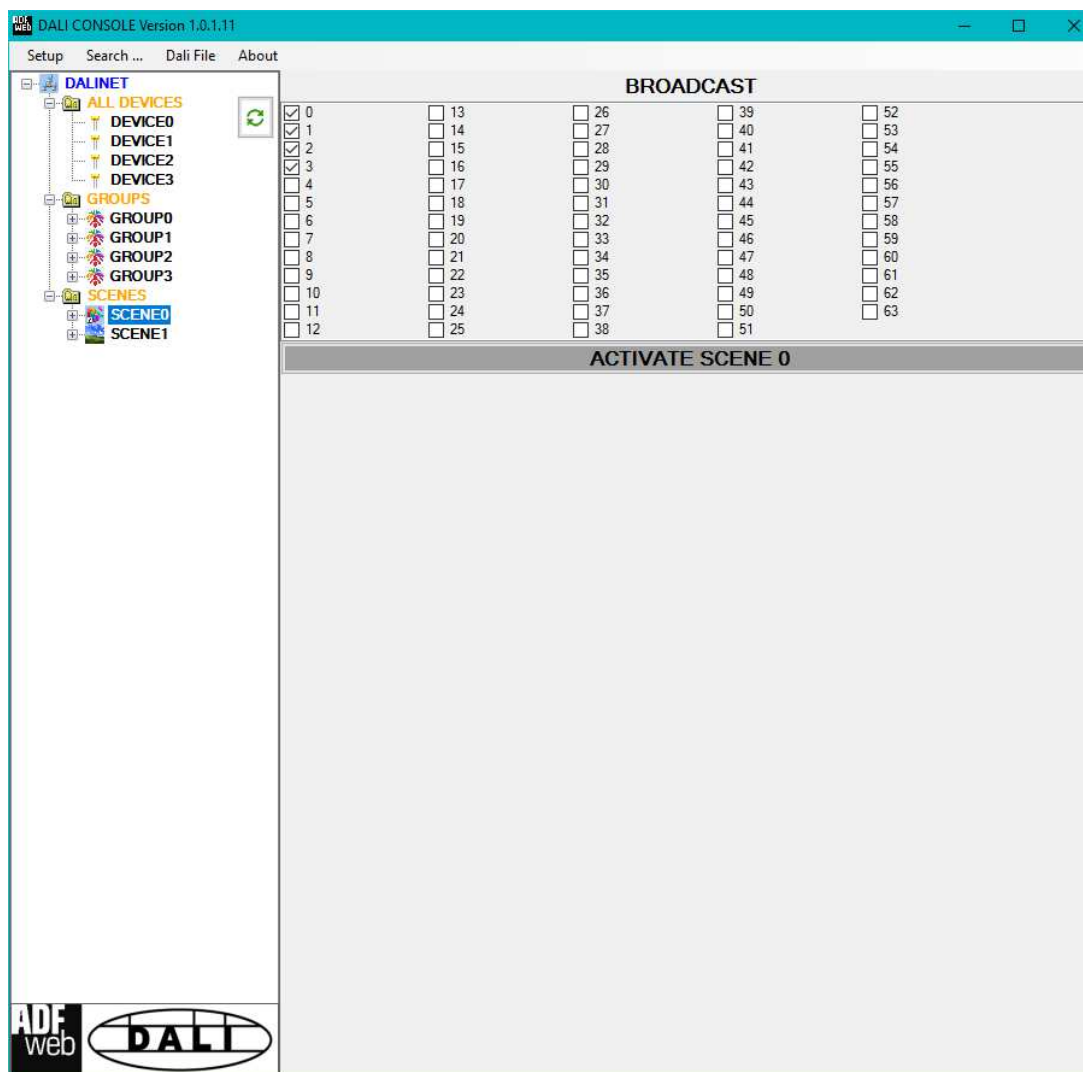 ADF web DALI CONSOLE Version 1.0.1.11
Setup Search ... Dali File About
DALINET
ALL DEVICES
DEVICE0
DEVICE1
DEVICE2
DEVICE3
GROUPS
GROUP0
GROUP1
GROUP2
GROUP3
SCENES
SCENE0
SCENE1
BROADCAST
0 13 26 39 52
1 14 27 40 53
2 15 28 41 54
3 16 29 42 55
4 17 30 43 56
5 18 31 44 57
6 19 32 45 58
7 20 33 46 59
8 21 34 47 60
9 22 35 48 61
10 23 36 49 62
11 24 37 50 63
12 25 38 51
ACTIVATE SCENE 0
ADF
web
DALI